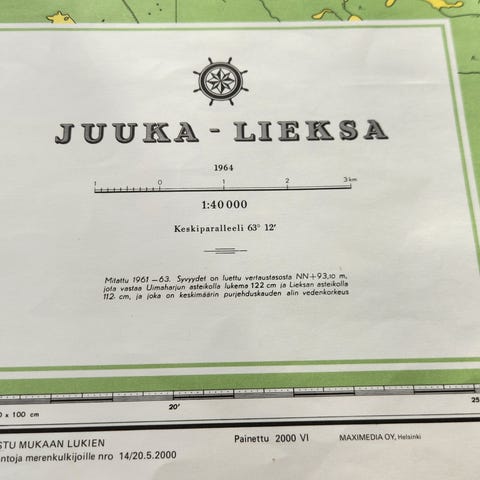 JUUKA - LIEKSA
1964
1 0 1 2 3 km
1:40 000
Keskiparalleeli 63° 12′
Mitattu 1961 – 63. Syvyydet on luettu vertaustasosta NN+93,10 m,
jota vastaa Uimaharjun asteikolla lukema 122 cm ja Lieksan asteikolla
112 cm, ja joka on keskimäärin purjehduskauden alin vedenkorkeus
x 100 cm
20′
25
STU MUKAAN LUKIEN
Painettu 2000 VI
MAXIMEDIA OY, Helsinki
ntoja merenkulkijoille nro 14/20.5.2000